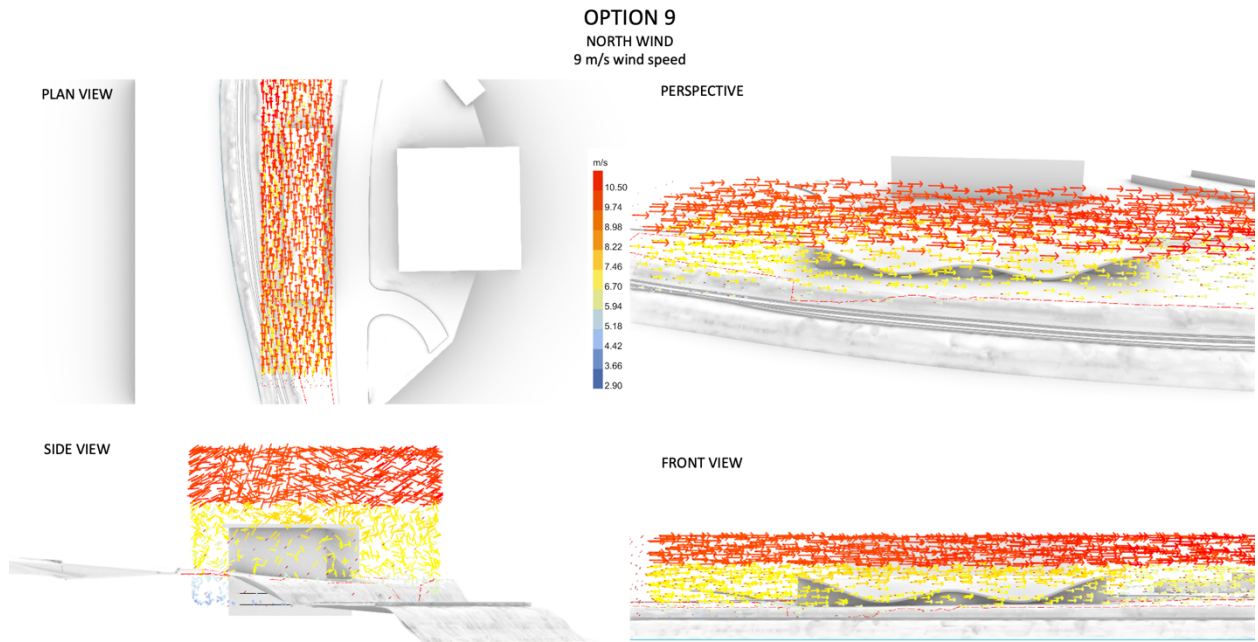 OPTION 9
NORTH WIND
9 m/s wind speed
PLAN VIEW
PERSPECTIVE
m/s
10.50
9.74
8.98
8.22
7.46
6.70
5.94
5.18
4.42
3.66
2.90
SIDE VIEW
FRONT VIEW